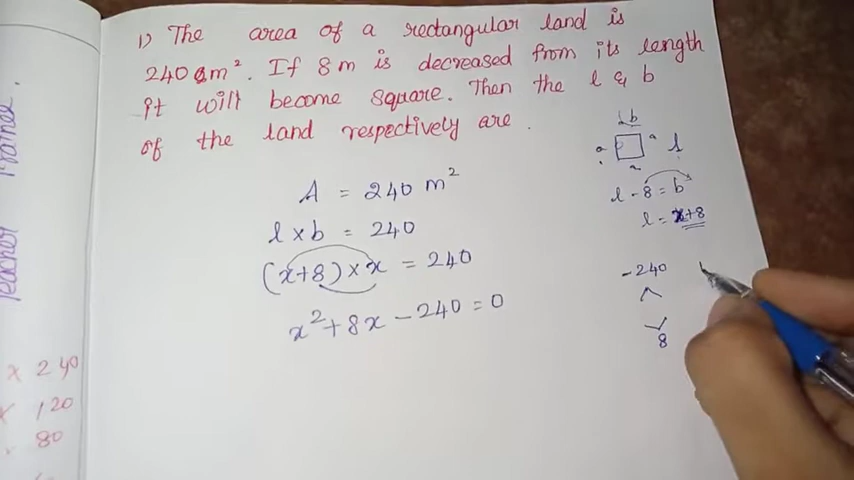 1) The area of a rectangular land is
240 m². If 8 m is decreased from its length
it will become square. Then the l & b
of the land respectively are.
A = 240 m²
l × b = 240
(x+8) × x = 240
x² + 8x - 240 = 0
b
a a l
a
l - 8 = b
l = x+8
-240
8
Teacher
x 240
x 120
80